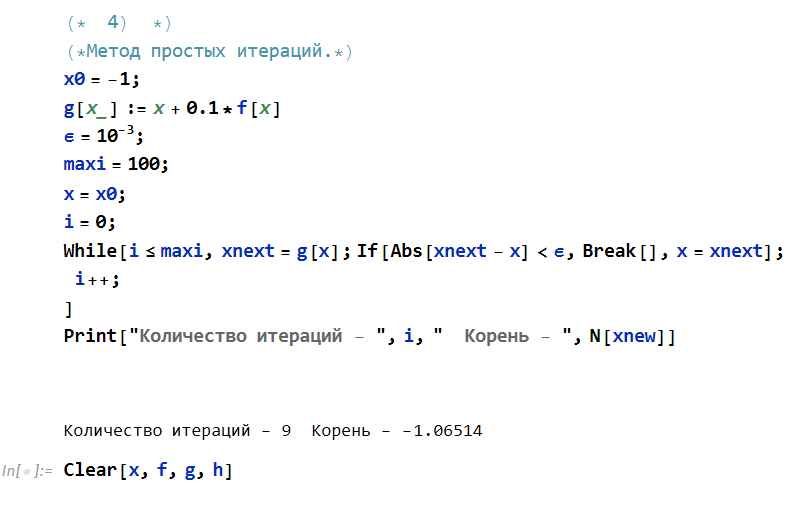 (* 4) *)
(*Метод простых итераций.*)
x0 = -1;
g[x_] := x + 0.1 * f[x]
ϵ = 10^-3;
maxi = 100;
x = x0;
i = 0;
While[i ≤ maxi, xnext = g[x]; If[Abs[xnext - x] < ϵ, Break[], x = xnext];
i++;
]
Print["Количество итераций - ", i, " Корень - ", N[xnew]]
Количество итераций - 9 Корень - -1.06514
In[•]:= Clear[x, f, g, h]